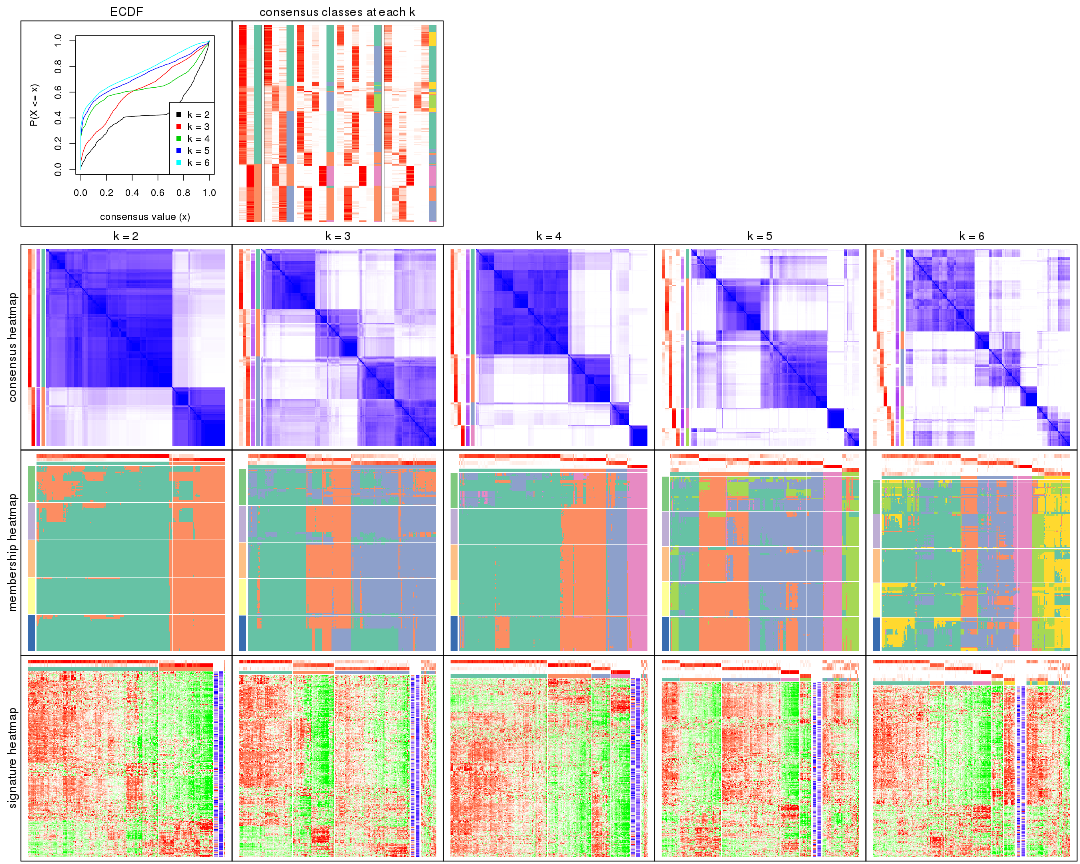 ECDF
consensus classes at each k
P(X <= x)
0.0 0.2 0.4 0.6 0.8 1.0
k = 2
k = 3
k = 4
k = 5
k = 6
0.0 0.2 0.4 0.6 0.8 1.0
consensus value (x)
k = 2 k = 3 k = 4 k = 5 k = 6
consensus heatmap
membership heatmap
signature heatmap